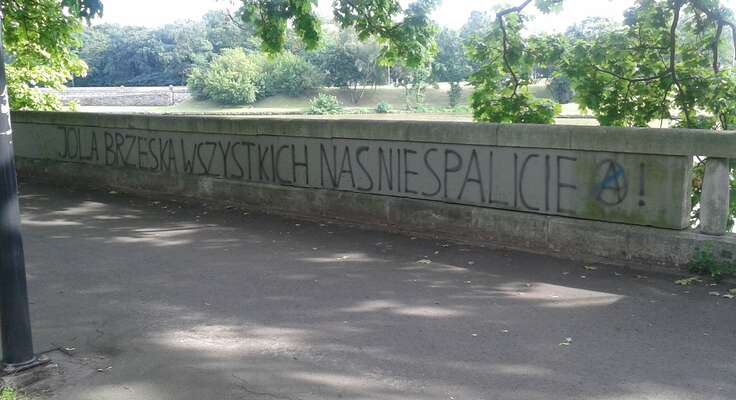 JOLA BRZESKA WSZYSTKICH NAS NIE SPALICIE Ⓐ!